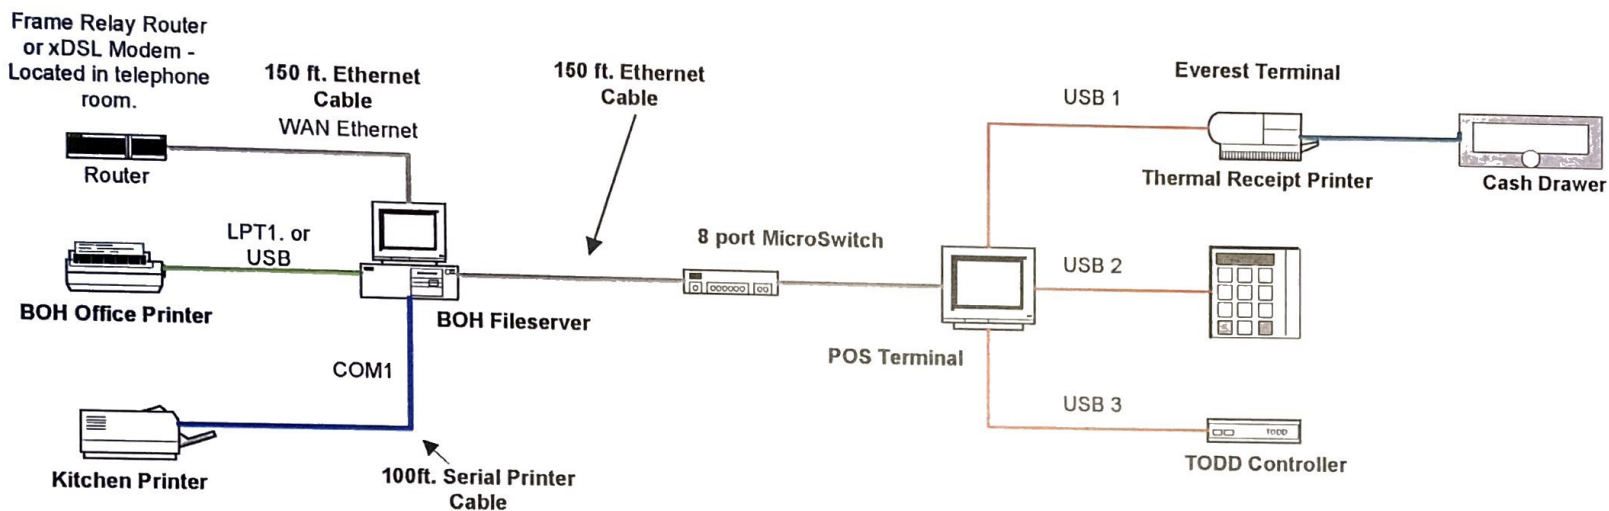 Frame Relay Router
or xDSL Modem -
Located in telephone
room.
150 ft. Ethernet
Cable
WAN Ethernet
Router
LPT1. or
USB
BOH Office Printer
BOH Fileserver
COM1
Kitchen Printer
100ft. Serial Printer
Cable
150 ft. Ethernet
Cable
8 port MicroSwitch
POS Terminal
Everest Terminal
USB 1
Thermal Receipt Printer
Cash Drawer
USB 2
USB 3
TODD
TODD Controller